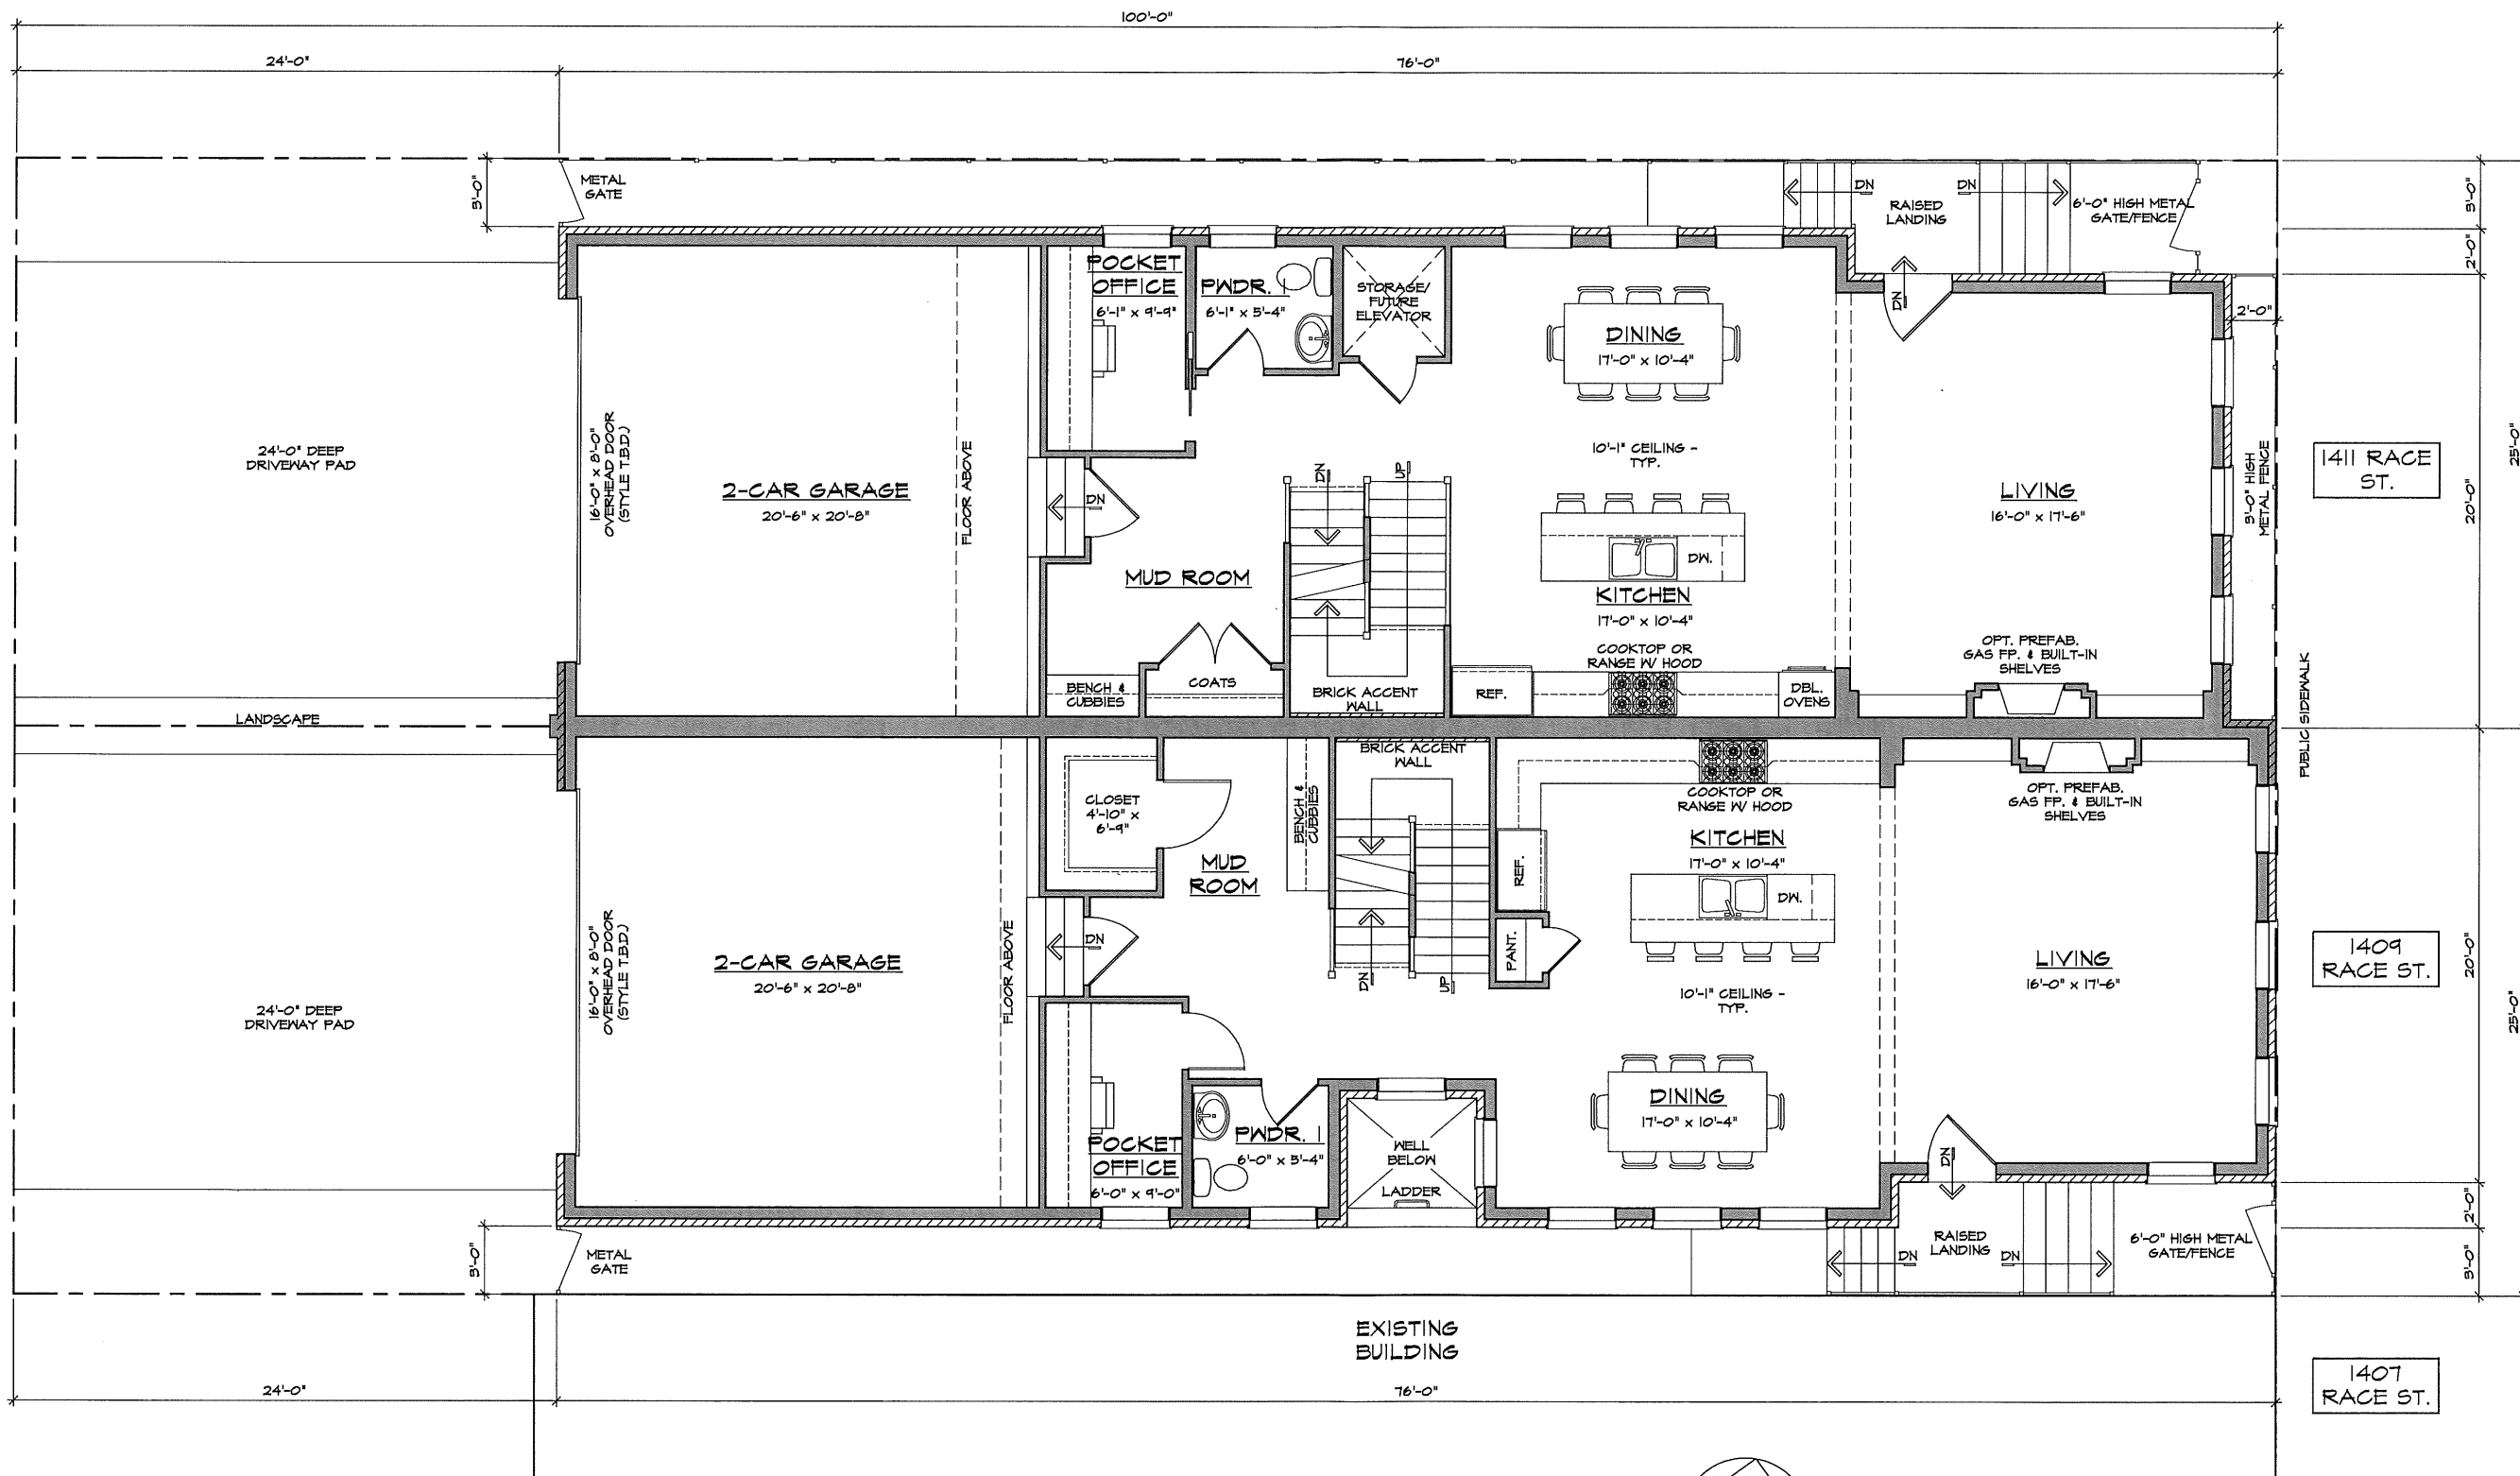 100'-0"
24'-0"
76'-0"
METAL
GATE
3'-0"
DN
DN
RAISED
LANDING
6'-0" HIGH METAL
GATE/FENCE
3'-0"
2'-0"
POCKET
OFFICE
6'-1" x 9'-9"
PWDR. 1
6'-1" x 5'-4"
STORAGE/
FUTURE
ELEVATOR
DINING
17'-0" x 10'-4"
DN
2'-0"
24'-0" DEEP
DRIVEWAY PAD
16'-0" x 8'-0"
OVERHEAD DOOR
(STYLE T.B.D.)
2-CAR GARAGE
20'-6" x 20'-8"
FLOOR ABOVE
DN
MUD ROOM
DN
UP
10'-1" CEILING -
TYP.
DW.
KITCHEN
17'-0" x 10'-4"
COOKTOP OR
RANGE W/ HOOD
LIVING
16'-0" x 17'-6"
3'-0" HIGH
METAL FENCE
1411 RACE
ST.
20'-0"
25'-0"
OPT. PREFAB.
GAS FP. & BUILT-IN
SHELVES
BENCH &
CUBBIES
COATS
BRICK ACCENT
WALL
REF.
DBL.
OVENS
LANDSCAPE
PUBLIC SIDEWALK
BRICK ACCENT
WALL
CLOSET
4'-10" x
6'-9"
BENCH &
CUBBIES
COOKTOP OR
RANGE W/ HOOD
OPT. PREFAB.
GAS FP. & BUILT-IN
SHELVES
KITCHEN
17'-0" x 10'-4"
MUD
ROOM
REF.
DW.
PANT.
24'-0" DEEP
DRIVEWAY PAD
16'-0" x 8'-0"
OVERHEAD DOOR
(STYLE T.B.D.)
2-CAR GARAGE
20'-6" x 20'-8"
FLOOR ABOVE
DN
DN
UP
10'-1" CEILING -
TYP.
LIVING
16'-0" x 17'-6"
1409
RACE ST.
20'-0"
25'-0"
DINING
17'-0" x 10'-4"
POCKET
OFFICE
6'-0" x 9'-0"
PWDR. 1
6'-0" x 5'-4"
WELL
BELOW
LADDER
DN
2'-0"
3'-0"
METAL
GATE
3'-0"
DN
RAISED
LANDING
DN
6'-0" HIGH METAL
GATE/FENCE
EXISTING
BUILDING
24'-0"
76'-0"
1407
RACE ST.